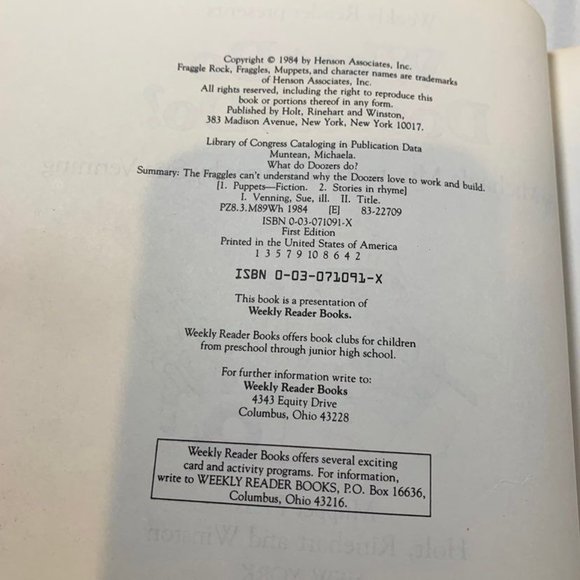 Copyright © 1984 by Henson Associates, Inc.
Fraggle Rock, Fraggles, Muppets, and character names are trademarks
of Henson Associates, Inc.
All rights reserved, including the right to reproduce this
book or portions thereof in any form.
Published by Holt, Rinehart and Winston,
383 Madison Avenue, New York, New York 10017.
Library of Congress Cataloging in Publication Data
Muntean, Michaela.
What do Doozers do?
Summary: The Fraggles can't understand why the Doozers love to work and build.
[1. Puppets—Fiction. 2. Stories in rhyme]
I. Venning, Sue, ill. II. Title.
PZ8.3.M89Wh 1984 [E] 83-22709
ISBN 0-03-071091-X
First Edition
Printed in the United States of America
1 3 5 7 9 10 8 6 4 2
ISBN 0-03-071091-X
This book is a presentation of
Weekly Reader Books.
Weekly Reader Books offers book clubs for children
from preschool through junior high school.
For further information write to:
Weekly Reader Books
4343 Equity Drive
Columbus, Ohio 43228
Weekly Reader Books offers several exciting
card and activity programs. For information,
write to WEEKLY READER BOOKS, P.O. Box 16636,
Columbus, Ohio 43216.